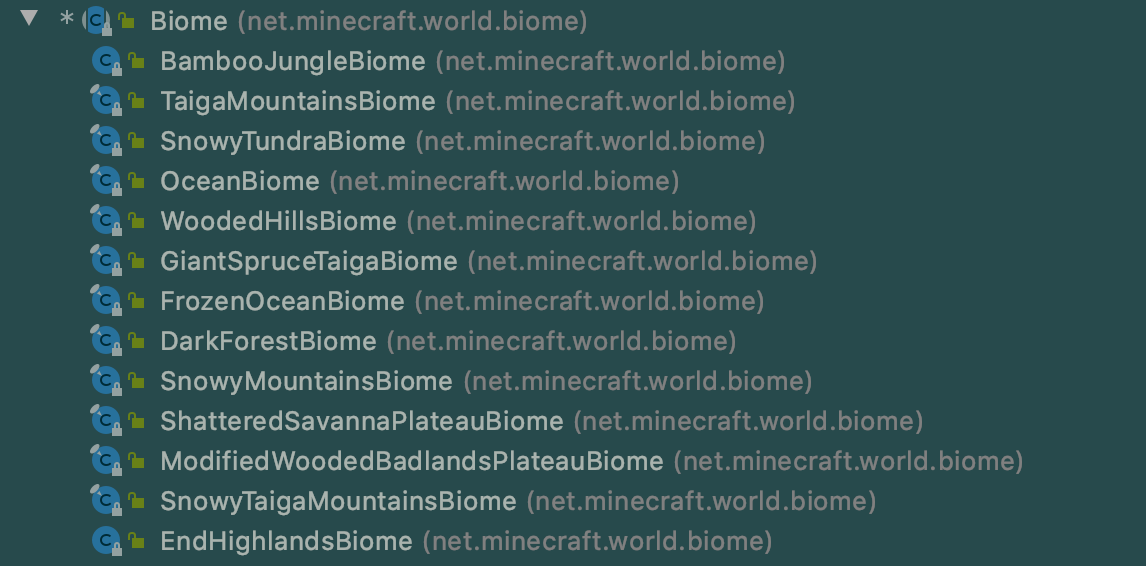 * Biome (net.minecraft.world.biome)
BambooJungleBiome (net.minecraft.world.biome)
TaigaMountainsBiome (net.minecraft.world.biome)
SnowyTundraBiome (net.minecraft.world.biome)
OceanBiome (net.minecraft.world.biome)
WoodedHillsBiome (net.minecraft.world.biome)
GiantSpruceTaigaBiome (net.minecraft.world.biome)
FrozenOceanBiome (net.minecraft.world.biome)
DarkForestBiome (net.minecraft.world.biome)
SnowyMountainsBiome (net.minecraft.world.biome)
ShatteredSavannaPlateauBiome (net.minecraft.world.biome)
ModifiedWoodedBadlandsPlateauBiome (net.minecraft.world.biome)
SnowyTaigaMountainsBiome (net.minecraft.world.biome)
EndHighlandsBiome (net.minecraft.world.biome)